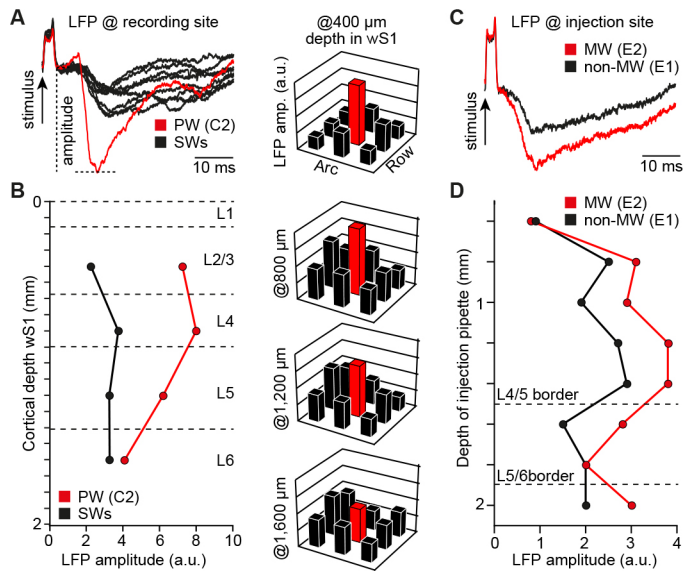 A
LFP @ recording site
stimulus
amplitude
PW (C2)
SWs
10 ms
@400 µm
depth in wS1
LFP amp. (a.u.)
Arc
Row
C
LFP @ injection site
MW (E2)
non-MW (E1)
stimulus
10 ms
B
0
L1
L2/3
L4
L5
L6
Cortical depth wS1 (mm)
PW (C2)
SWs
2
0 2 4 6 8 10
LFP amplitude (a.u.)
@800 µm
@1,200 µm
@1,600 µm
D
MW (E2)
non-MW (E1)
Depth of injection pipette (mm)
1
L4/5 border
L5/6border
2
0 1 2 3 4
LFP amplitude (a.u.)